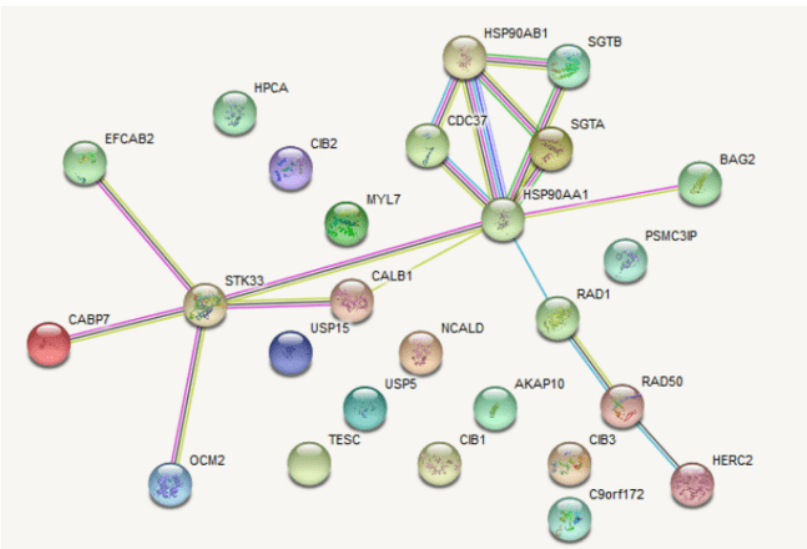 HSP90AB1
SGTB
HPCA
EFCAB2
CDC37
SGTA
CIB2
BAG2
HSP90AA1
MYL7
PSMC3IP
STK33
CALB1
RAD1
CABP7
USP15
NCALD
USP5
AKAP10
RAD50
TESC
CIB1
CIB3
HERC2
OCM2
C9orf172